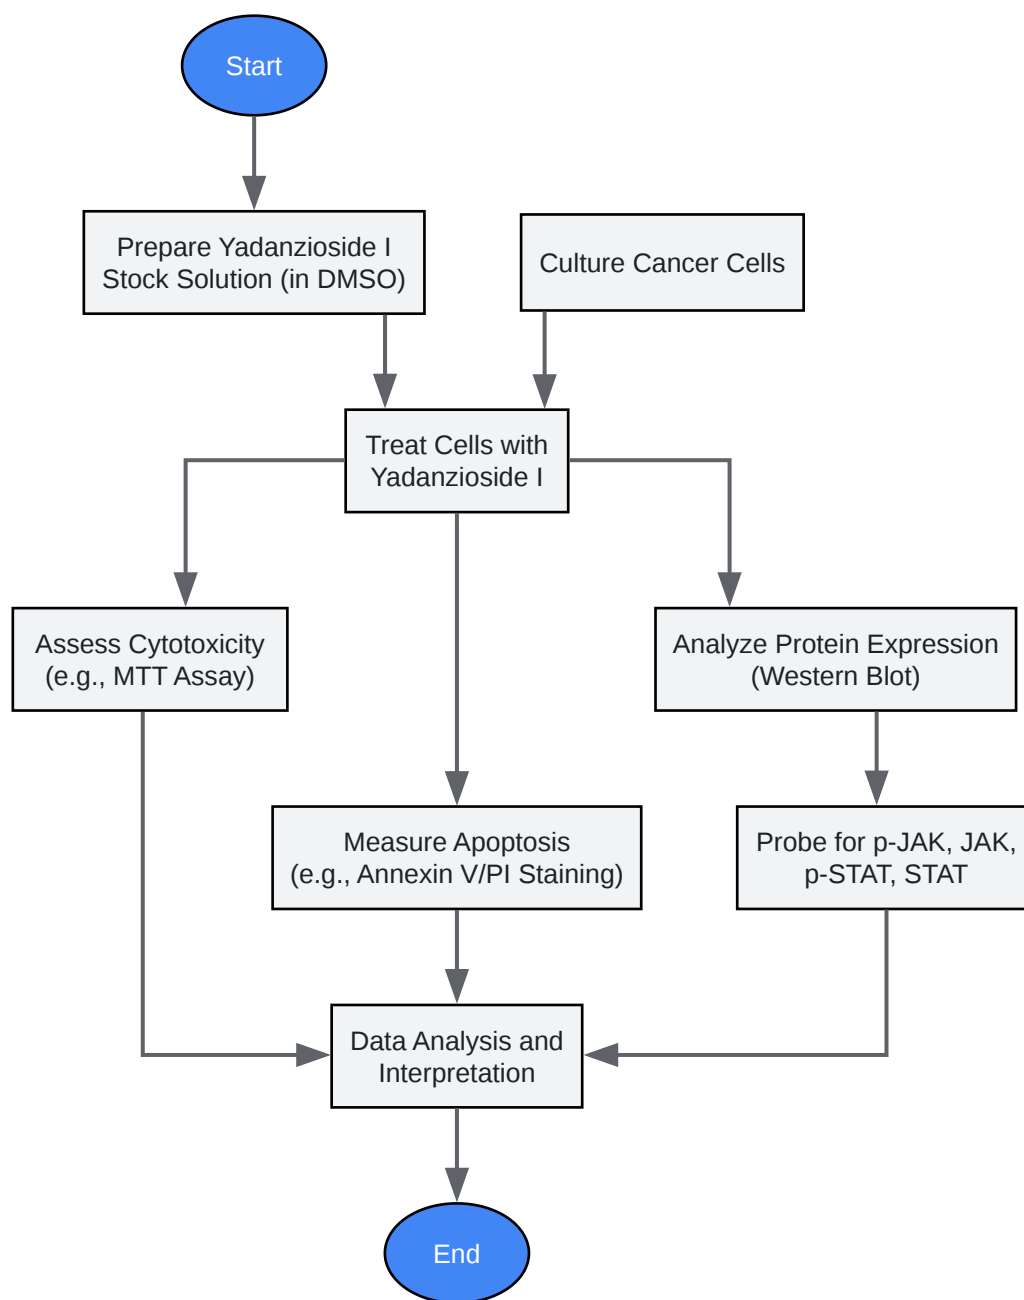 Start
Prepare Yadanzioside I
Stock Solution (in DMSO)
Culture Cancer Cells
Treat Cells with
Yadanzioside I
Assess Cytotoxicity
(e.g., MTT Assay)
Analyze Protein Expression
(Western Blot)
Measure Apoptosis
(e.g., Annexin V/PI Staining)
Probe for p-JAK, JAK,
p-STAT, STAT
Data Analysis and
Interpretation
End